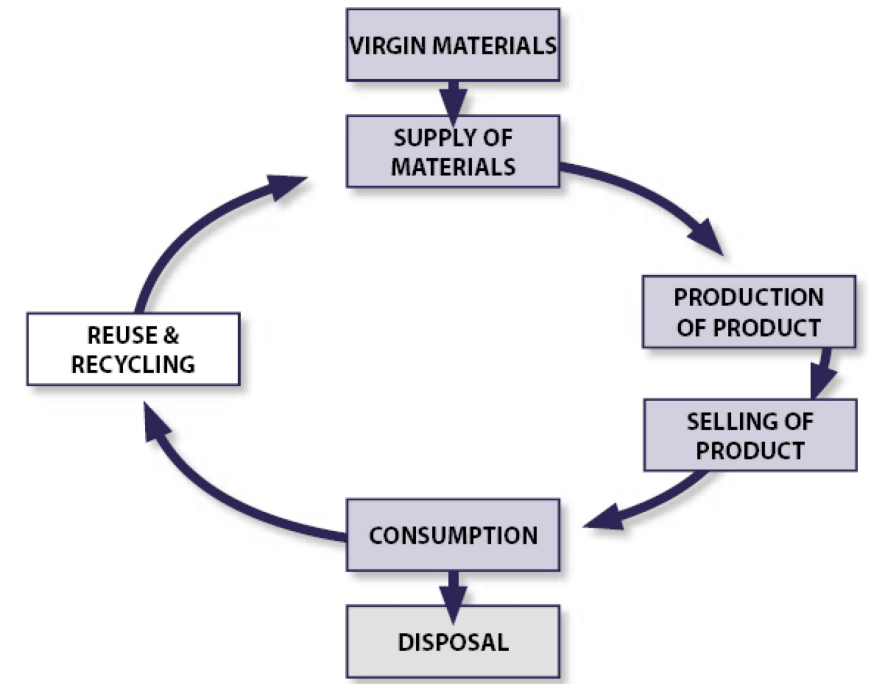 VIRGIN MATERIALS
SUPPLY OF
MATERIALS
PRODUCTION
OF PRODUCT
SELLING OF
PRODUCT
CONSUMPTION
DISPOSAL
REUSE &
RECYCLING